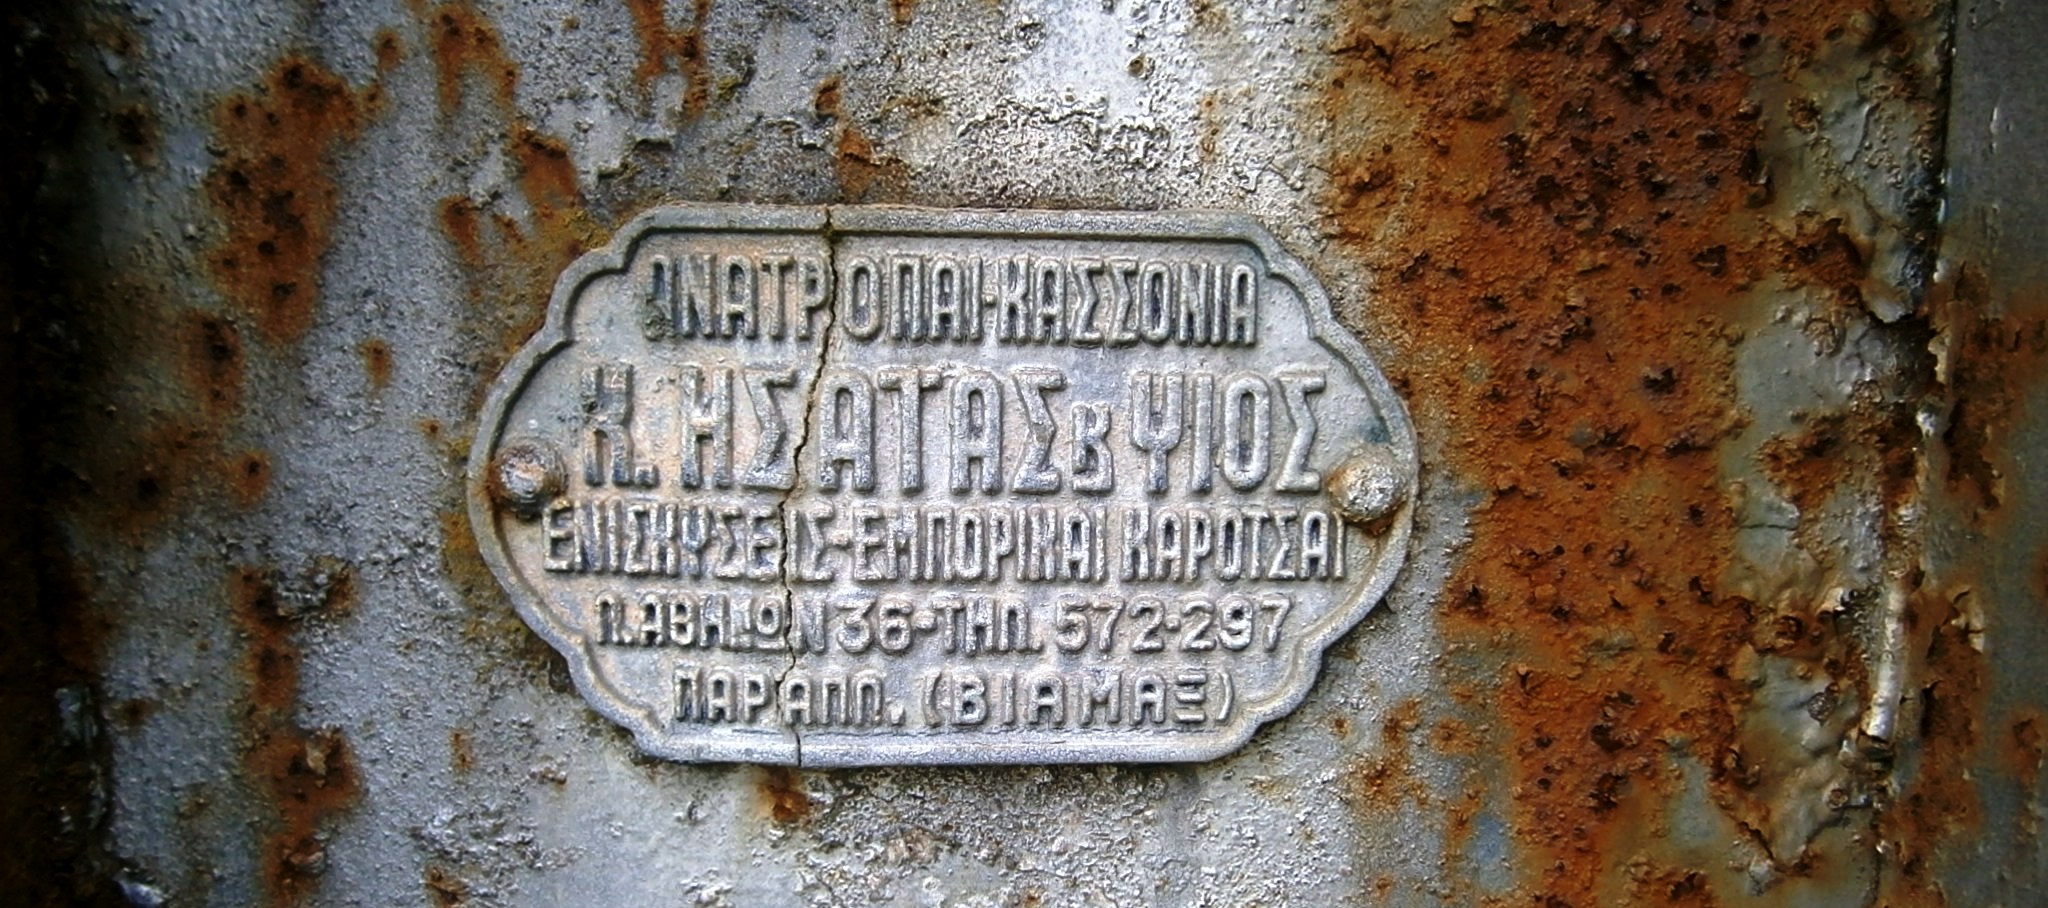 ΑΝΑΤΡΟΠΑΙ-ΚΑΣΣΟΝΙΑ
Κ. ΗΣΑΤΑΣ & ΥΙΟΣ
ΕΝΙΣΧΥΣΕΙΣ-ΕΜΠΟΡΙΚΑΙ ΚΑΡΟΤΣΑΙ
Λ. ΑΘΗΝΩΝ 36-ΤΗΛ. 572-297
ΠΑΡΑΠΛ. (ΒΙΑΜΑΞ)